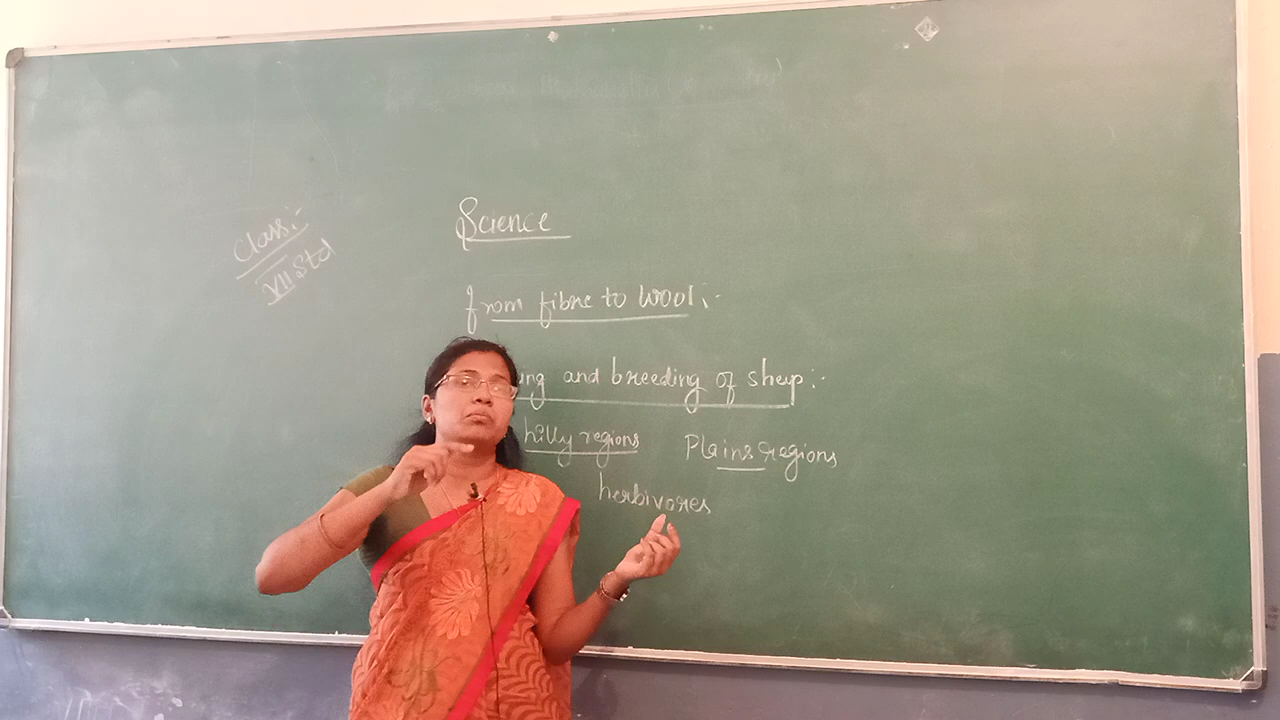 Class:-
VII Std
Science
from fibre to wool:-
and breeding of sheep:-
hilly regions Plains regions
herbivores